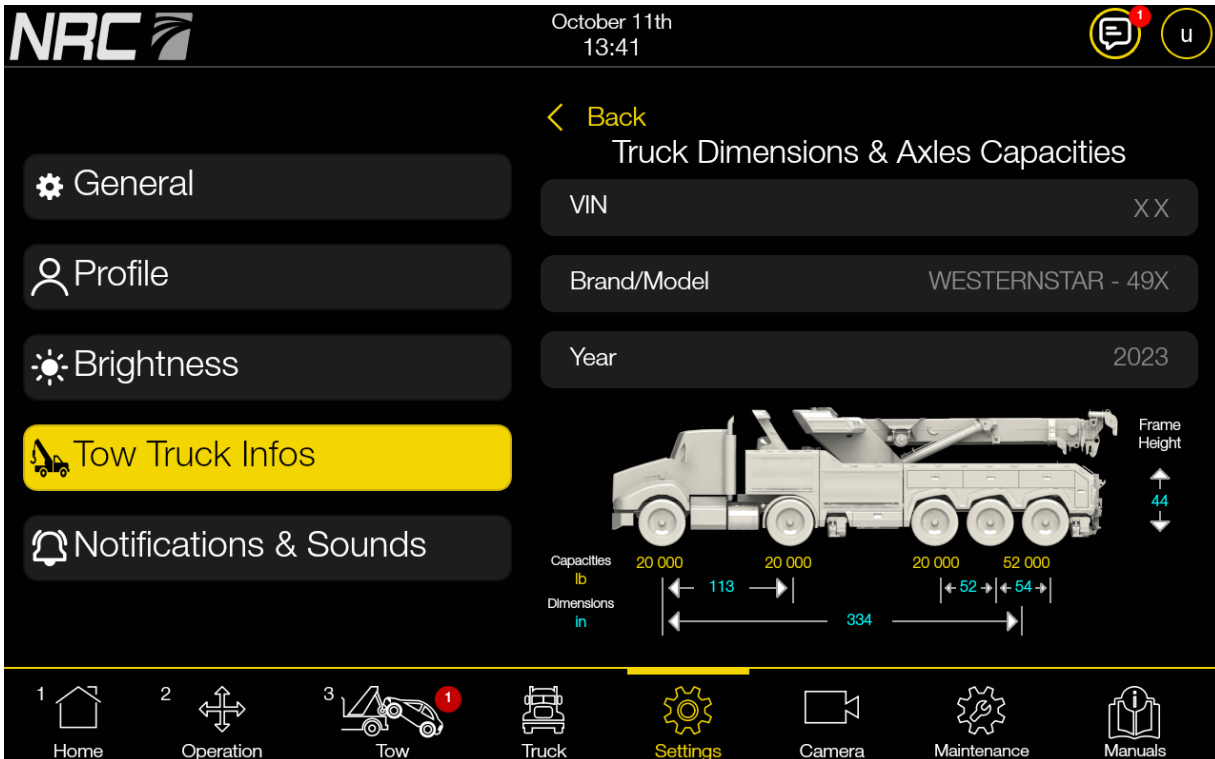 NRC
October 11th
13:41
1
u
General
Profile
Brightness
Tow Truck Infos
Notifications & Sounds
Back
Truck Dimensions & Axles Capacities
VIN X X
Brand/Model WESTERNSTAR - 49X
Year 2023
Frame
Height
44
Capacities
lb
20 000 20 000 20 000 52 000
Dimensions
in
113 52 54
334
1 Home
2 Operation
3 Tow 1
Truck
Settings
Camera
Maintenance
Manuals